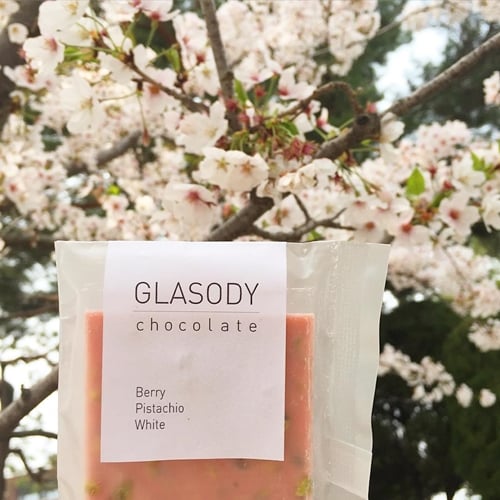 GLASODY
chocolate
Berry
Pistachio
White